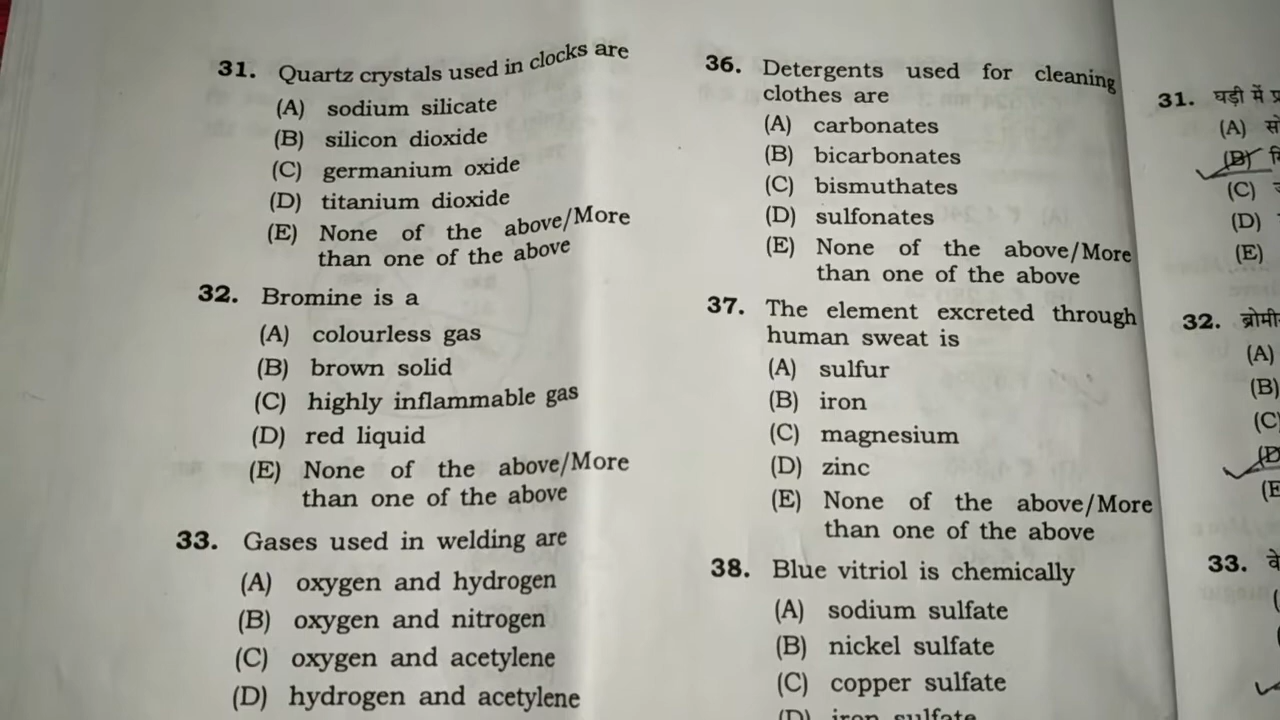 31. Quartz crystals used in clocks are
(A) sodium silicate
(B) silicon dioxide
(C) germanium oxide
(D) titanium dioxide
(E) None of the above/More
than one of the above
32. Bromine is a
(A) colourless gas
(B) brown solid
(C) highly inflammable gas
(D) red liquid
(E) None of the above/More
than one of the above
33. Gases used in welding are
(A) oxygen and hydrogen
(B) oxygen and nitrogen
(C) oxygen and acetylene
(D) hydrogen and acetylene
36. Detergents used for cleaning
clothes are
(A) carbonates
(B) bicarbonates
(C) bismuthates
(D) sulfonates
(E) None of the above/More
than one of the above
37. The element excreted through
human sweat is
(A) sulfur
(B) iron
(C) magnesium
(D) zinc
(E) None of the above/More
than one of the above
38. Blue vitriol is chemically
(A) sodium sulfate
(B) nickel sulfate
(C) copper sulfate
(D) iron sulfate
31. घड़ी में
(A)
(B)
(C)
(D)
(E)
32.
(A)
(B)
(C)
(D)
(E)
33.